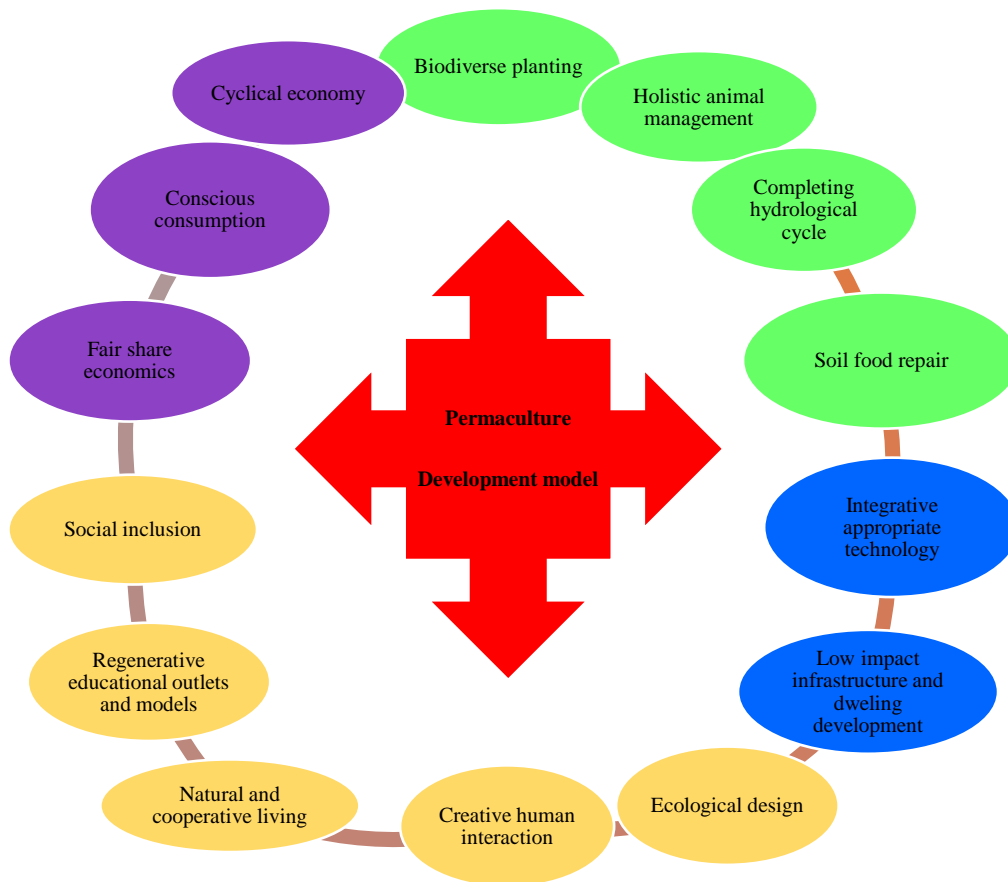 Biodiverse planting
Holistic animal
management
Completing
hydrological
cycle
Soil food repair
Integrative
appropriate
technology
Low impact
infrastructure and
dweling
development
Ecological design
Creative human
interaction
Natural and
cooperative living
Regenerative
educational outlets
and models
Social inclusion
Fair share
economics
Conscious
consumption
Cyclical economy
Permaculture
Development model